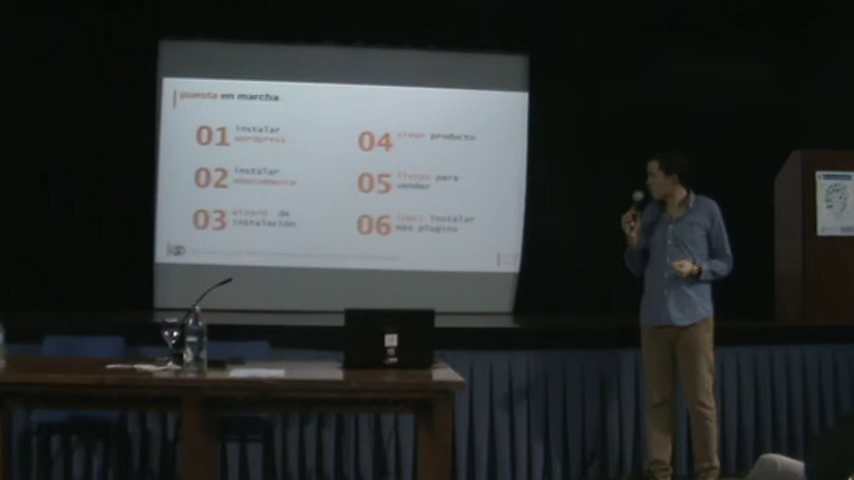 puesta en marcha
01 instalar
wordpress
02 instalar
woocommerce
03 wizard de
instalación
04 crear producto
05 listos para
vender
06 instalar
más plugins